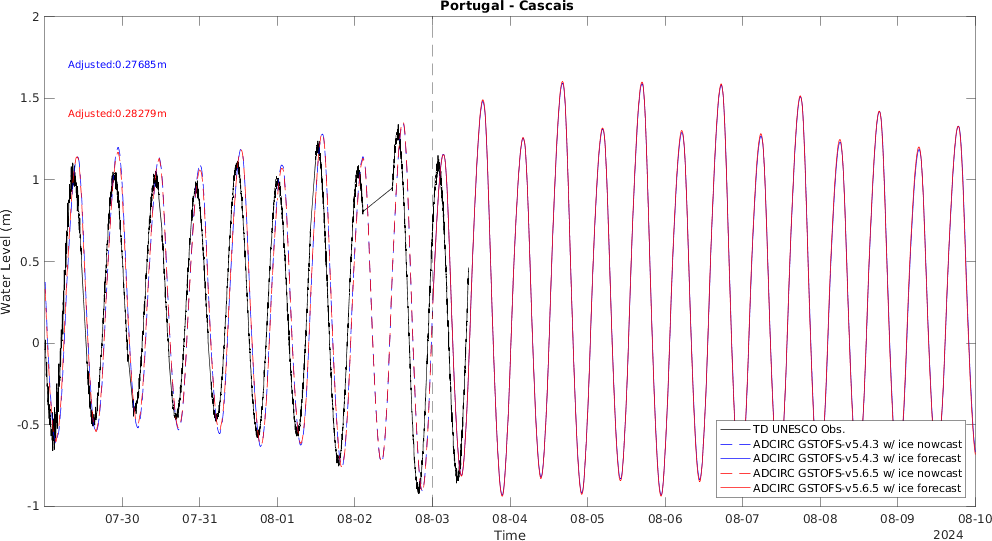 Portugal - Cascais
2
1.5
1
0.5
0
-0.5
-1
Water Level (m)
Adjusted:0.27685m
Adjusted:0.28279m
TD UNESCO Obs.
ADCIRC GSTOFS-v5.4.3 w/ ice nowcast
ADCIRC GSTOFS-v5.4.3 w/ ice forecast
ADCIRC GSTOFS-v5.6.5 w/ ice nowcast
ADCIRC GSTOFS-v5.6.5 w/ ice forecast
07-30 07-31 08-01 08-02 08-03 08-04 08-05 08-06 08-07 08-08 08-09 08-10
Time
2024